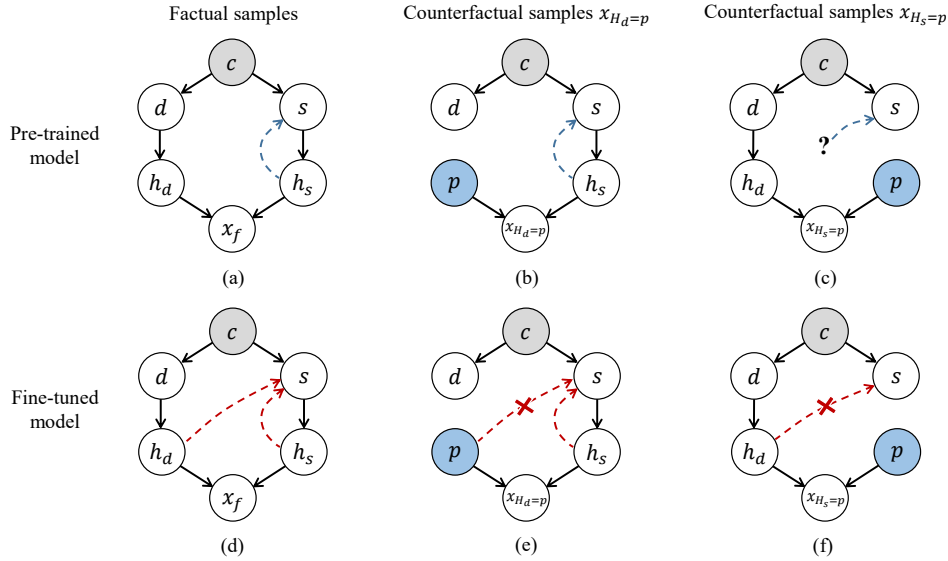 Factual samples
Counterfactual samples $x_{H_d=p}$
Counterfactual samples $x_{H_s=p}$
Pre-trained
model
c
d
s
h_d
h_s
x_f
(a)
c
d
s
p
h_s
x_{H_d=p}
(b)
c
d
s
?
h_d
p
x_{H_s=p}
(c)
Fine-tuned
model
c
d
s
h_d
h_s
x_f
(d)
c
d
s
p
h_s
x_{H_d=p}
(e)
c
d
s
h_d
p
x_{H_s=p}
(f)